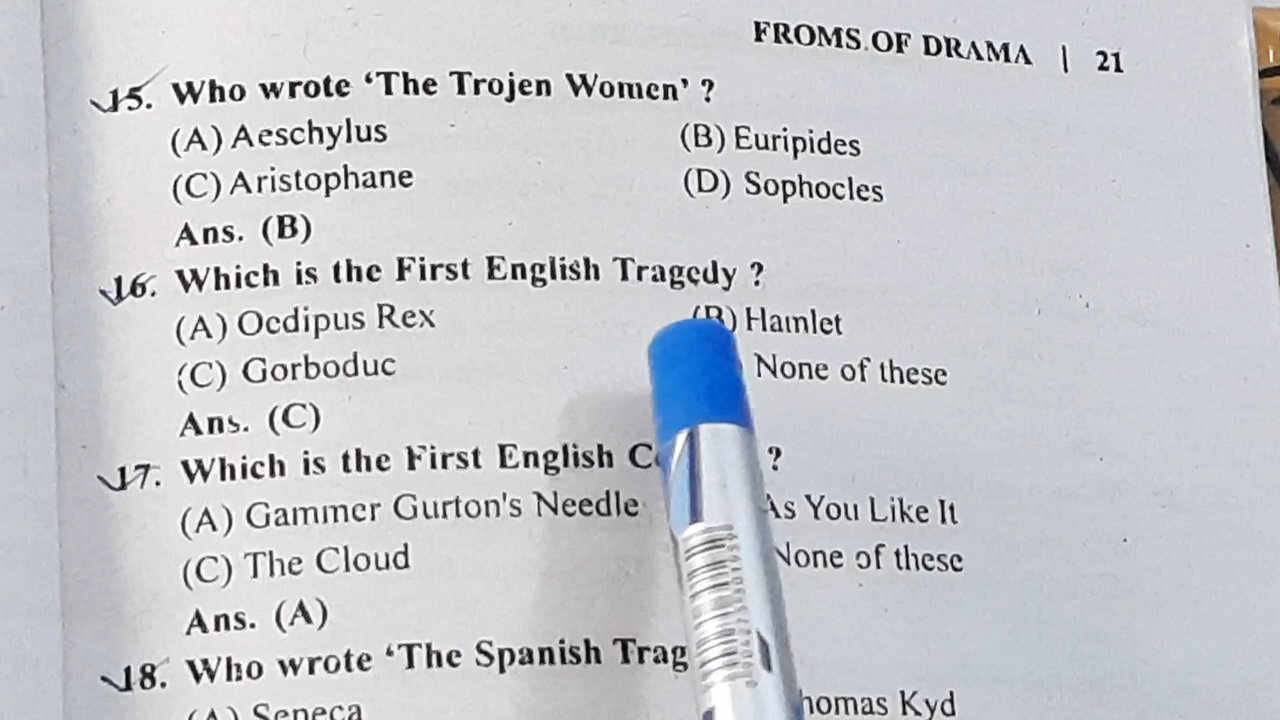 FROMS.OF DRAMA | 21
15. Who wrote ‘The Trojen Women’ ?
(A) Aeschylus (B) Euripides
(C) Aristophane (D) Sophocles
Ans. (B)
16. Which is the First English Tragedy ?
(A) Oedipus Rex (B) Hamlet
(C) Gorboduc None of these
Ans. (C)
17. Which is the First English ?
(A) Gammer Gurton's Needle As You Like It
(C) The Cloud None of these
Ans. (A)
18. Who wrote ‘The Spanish
(A) Seneca Kyd